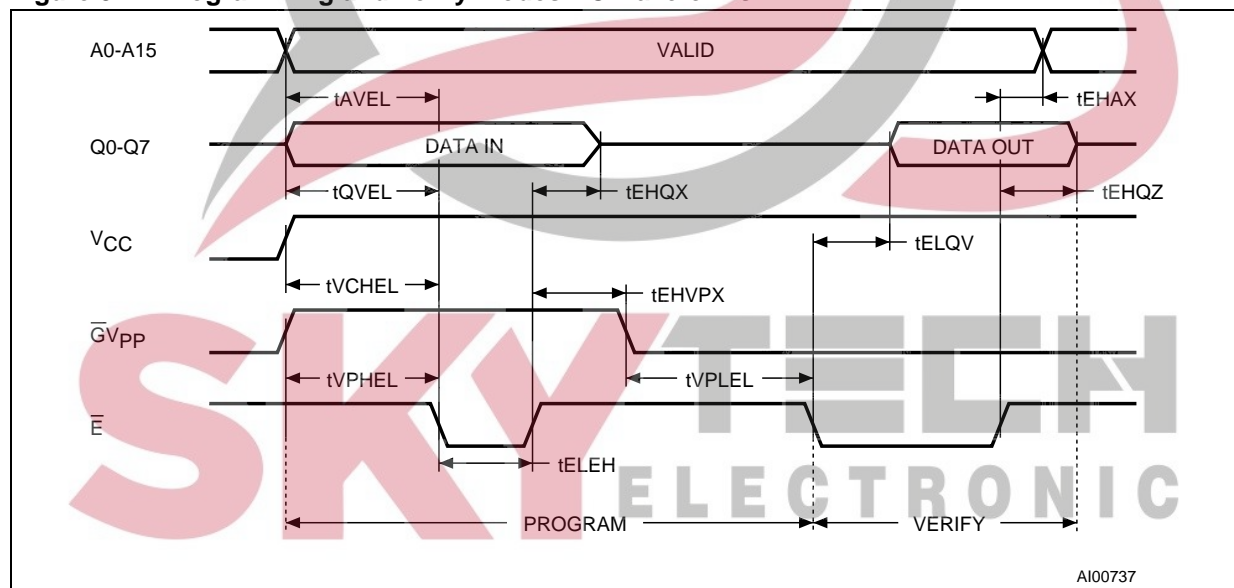 A0-A15 VALID
tAVEL tEHAX
Q0-Q7 DATA IN DATA OUT
tQVEL tEHQX tEHQZ
VCC tELQV
tVCHEL tEHVPX
GVPP
tVPHEL tVPLEL
E
tELEH
PROGRAM VERIFY
AI00737
SKYTECH
ELECTRONIC